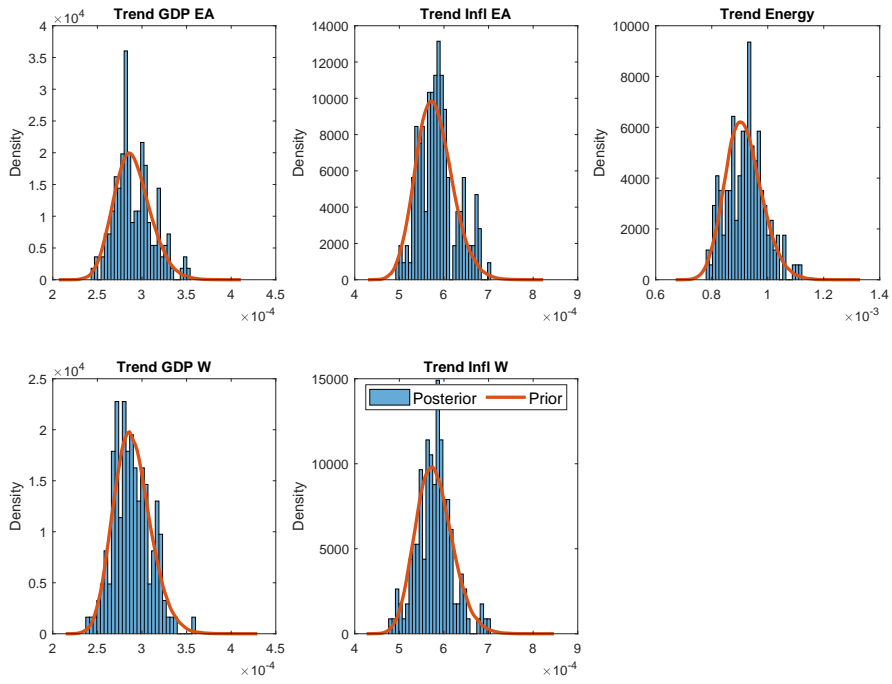 Trend GDP EA
×10⁴
4
3.5
3
2.5
2
1.5
1
0.5
0
Density
2 2.5 3 3.5 4 4.5
×10⁻⁴
Trend Infl EA
14000
12000
10000
8000
6000
4000
2000
0
Density
4 5 6 7 8 9
×10⁻⁴
Trend Energy
10000
8000
6000
4000
2000
0
Density
0.6 0.8 1 1.2 1.4
×10⁻³
Trend GDP W
×10⁴
2.5
2
1.5
1
0.5
0
Density
2 2.5 3 3.5 4 4.5
×10⁻⁴
Trend Infl W
15000
10000
5000
0
Density
Posterior Prior
4 5 6 7 8 9
×10⁻⁴